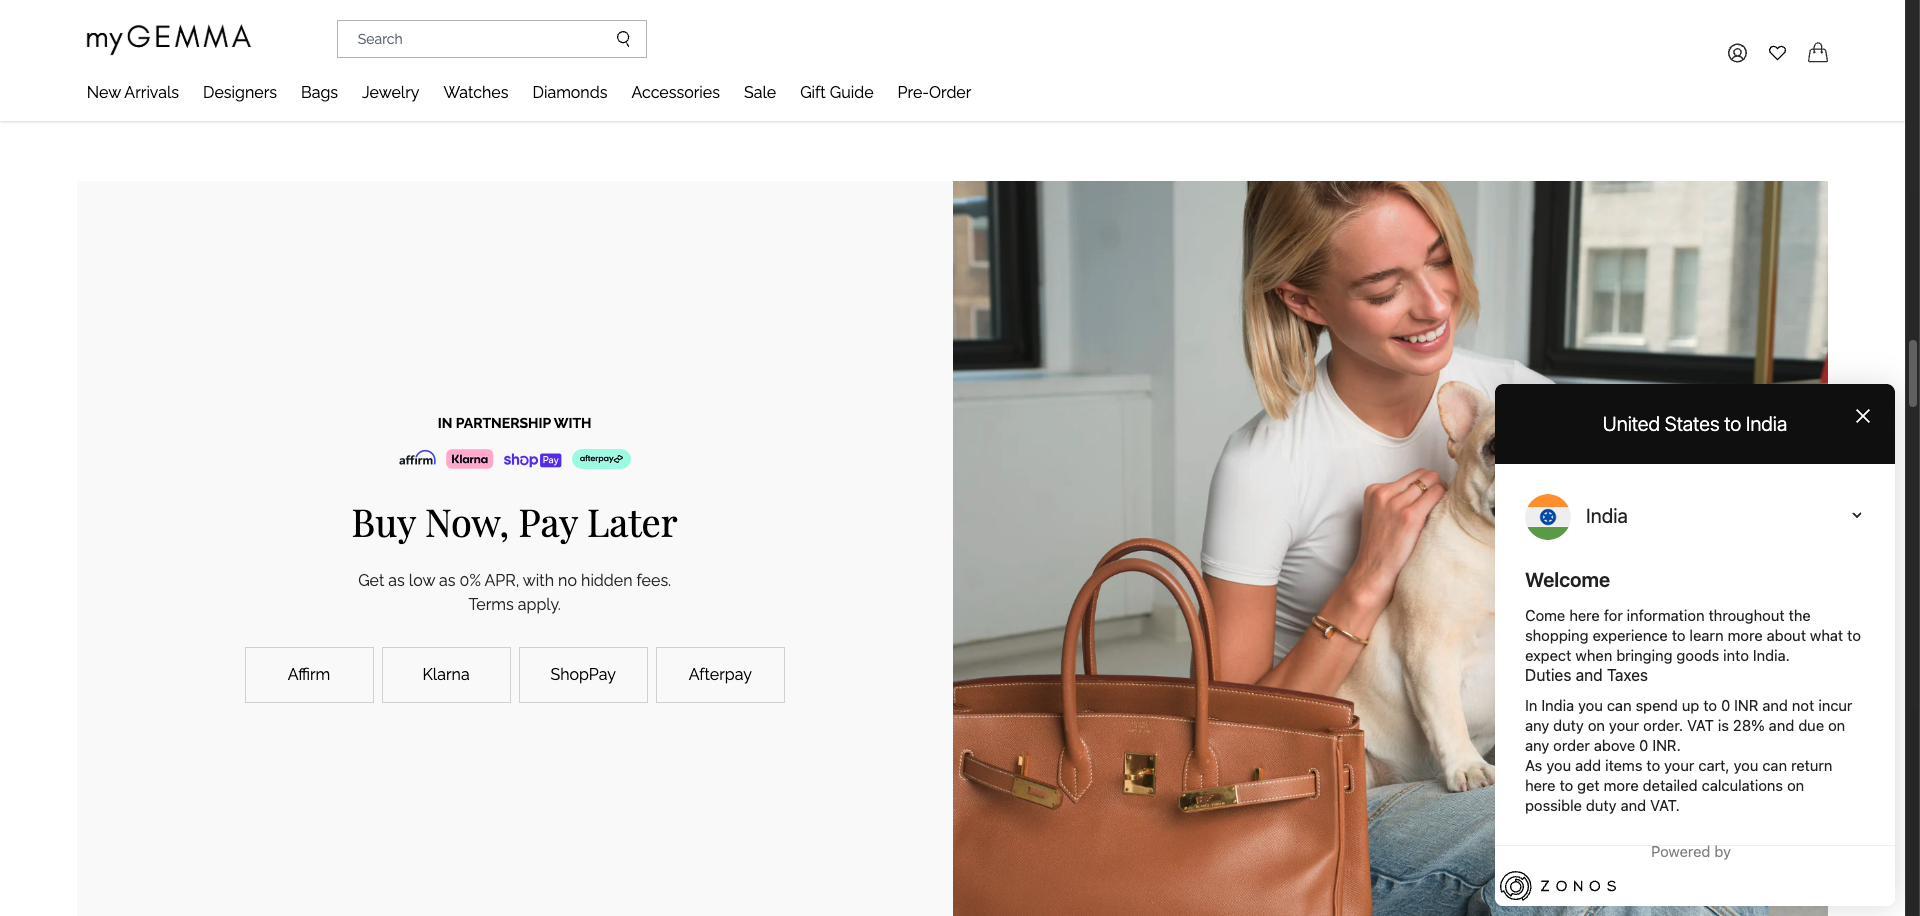 myGEMMA
Search
New Arrivals Designers Bags Jewelry Watches Diamonds Accessories Sale Gift Guide Pre-Order
IN PARTNERSHIP WITH
affirm Klarna shop Pay afterpay
Buy Now, Pay Later
Get as low as 0% APR, with no hidden fees.
Terms apply.
Affirm Klarna ShopPay Afterpay
United States to India
India
Welcome
Come here for information throughout the
shopping experience to learn more about what to
expect when bringing goods into India.
Duties and Taxes
In India you can spend up to 0 INR and not incur
any duty on your order. VAT is 28% and due on
any order above 0 INR.
As you add items to your cart, you can return
here to get more detailed calculations on
possible duty and VAT.
Powered by
ZONOS